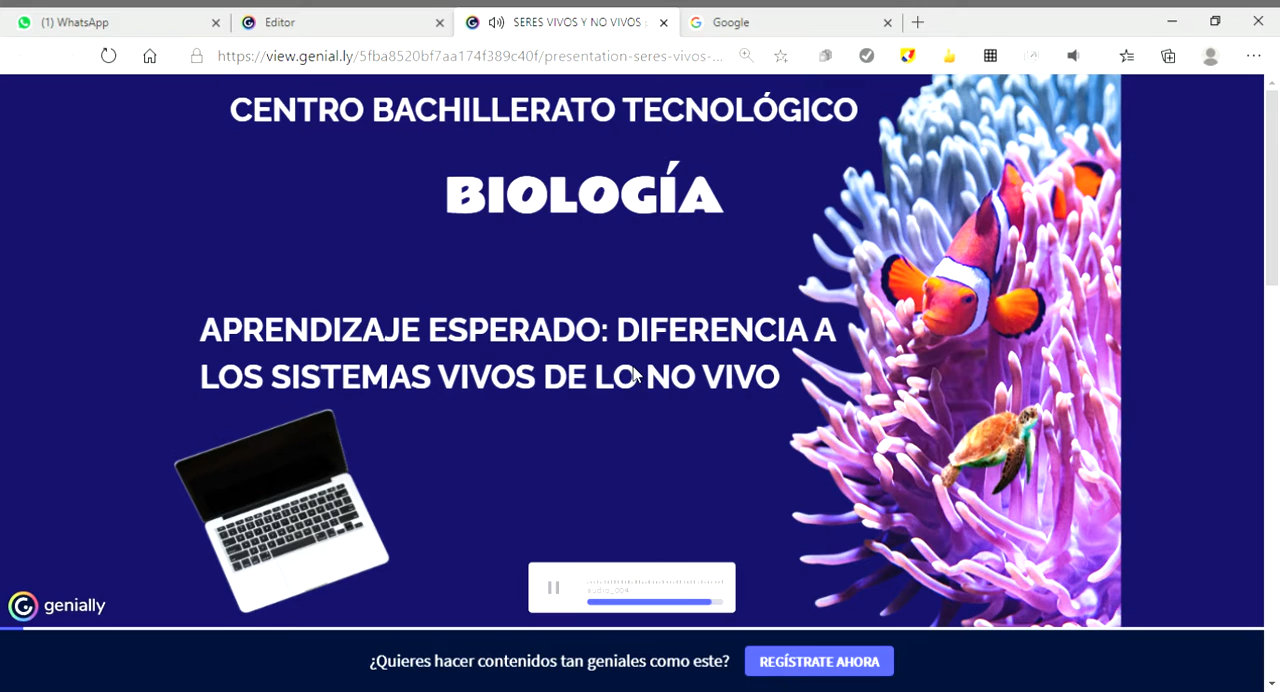 (1) WhatsApp
Editor
SERES VIVOS Y NO VIVOS
Google
https://view.genial.ly/5fba8520bf7aa174f389c40f/presentation-seres-vivos-...
CENTRO BACHILLERATO TECNOLÓGICO
BIOLOGÍA
APRENDIZAJE ESPERADO: DIFERENCIA A
LOS SISTEMAS VIVOS DE LO NO VIVO
audio_004
genially
¿Quieres hacer contenidos tan geniales como este?
REGÍSTRATE AHORA